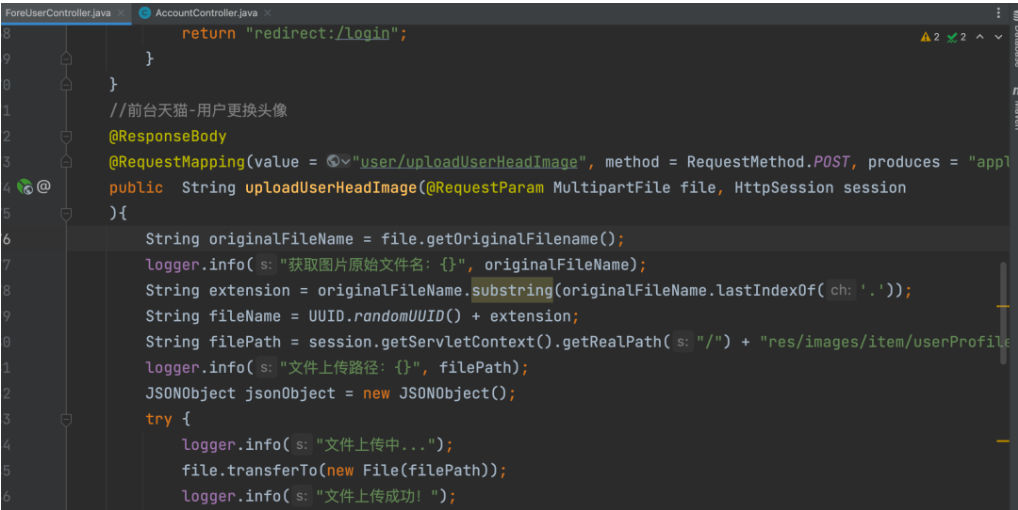 ForeUserController.java × AccountController.java ×
8 return "redirect:/login"; 2 2
9 }
0 }
1 //前台天猫-用户更换头像
2 @ResponseBody
3 @RequestMapping(value = "user/uploadUserHeadImage", method = RequestMethod.POST, produces = "appl
4 public String uploadUserHeadImage(@RequestParam MultipartFile file, HttpSession session
5 ){
6 String originalFileName = file.getOriginalFilename();
7 logger.info( s: "获取图片原始文件名: {}", originalFileName);
8 String extension = originalFileName.substring(originalFileName.lastIndexOf( ch: '.'));
9 String fileName = UUID.randomUUID() + extension;
0 String filePath = session.getServletContext().getRealPath( s: "/") + "res/images/item/userProfile
1 logger.info( s: "文件上传路径: {}", filePath);
2 JSONObject jsonObject = new JSONObject();
3 try {
4 logger.info( s: "文件上传中...");
5 file.transferTo(new File(filePath));
6 logger.info( s: "文件上传成功! ");